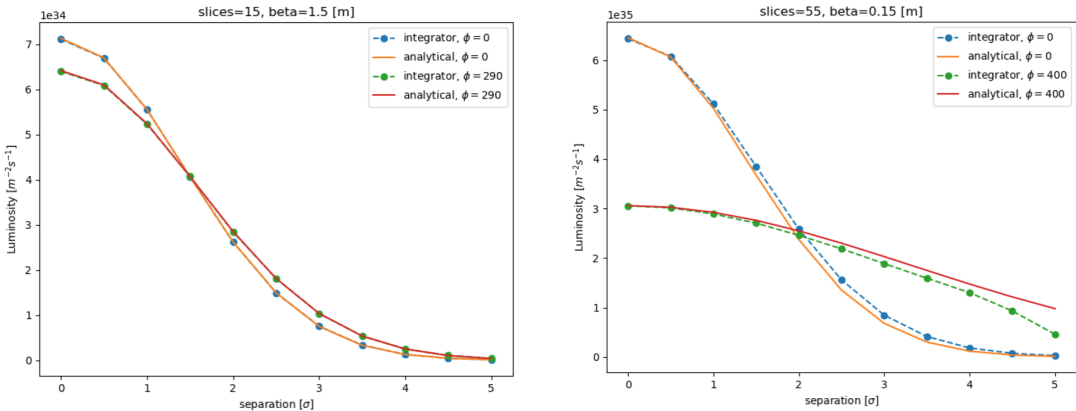 slices=15, beta=1.5 [m]
1e34
integrator, ϕ = 0
analytical, ϕ = 0
integrator, ϕ = 290
analytical, ϕ = 290
Luminosity [m⁻²s⁻¹]
7
6
5
4
3
2
1
0
0 1 2 3 4 5
separation [σ]
slices=55, beta=0.15 [m]
1e35
integrator, ϕ = 0
analytical, ϕ = 0
integrator, ϕ = 400
analytical, ϕ = 400
Luminosity [m⁻²s⁻¹]
6
5
4
3
2
1
0
0 1 2 3 4 5
separation [σ]